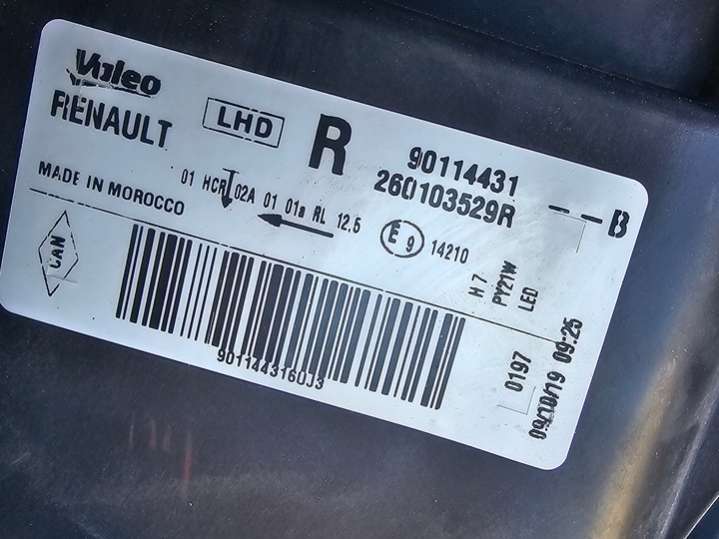 Valeo
RENAULT
LHD
R
90114431
260103529R
--B
MADE IN MOROCCO
01 HCR 02A 01 01a RL 12.5
E 9
14210
CAN
H7
PY21W
LED
901144316OJ3
0197
09/10/19 09:25